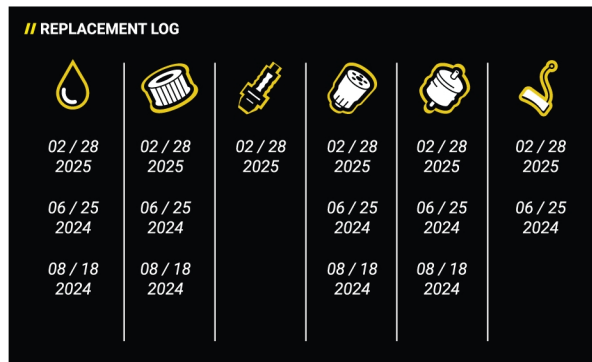 // REPLACEMENT LOG
02 / 28 02 / 28 02 / 28 02 / 28 02 / 28 02 / 28
2025 2025 2025 2025 2025 2025
06 / 25 06 / 25 06 / 25 06 / 25 06 / 25
2024 2024 2024 2024 2024
08 / 18 08 / 18 08 / 18 08 / 18
2024 2024 2024 2024